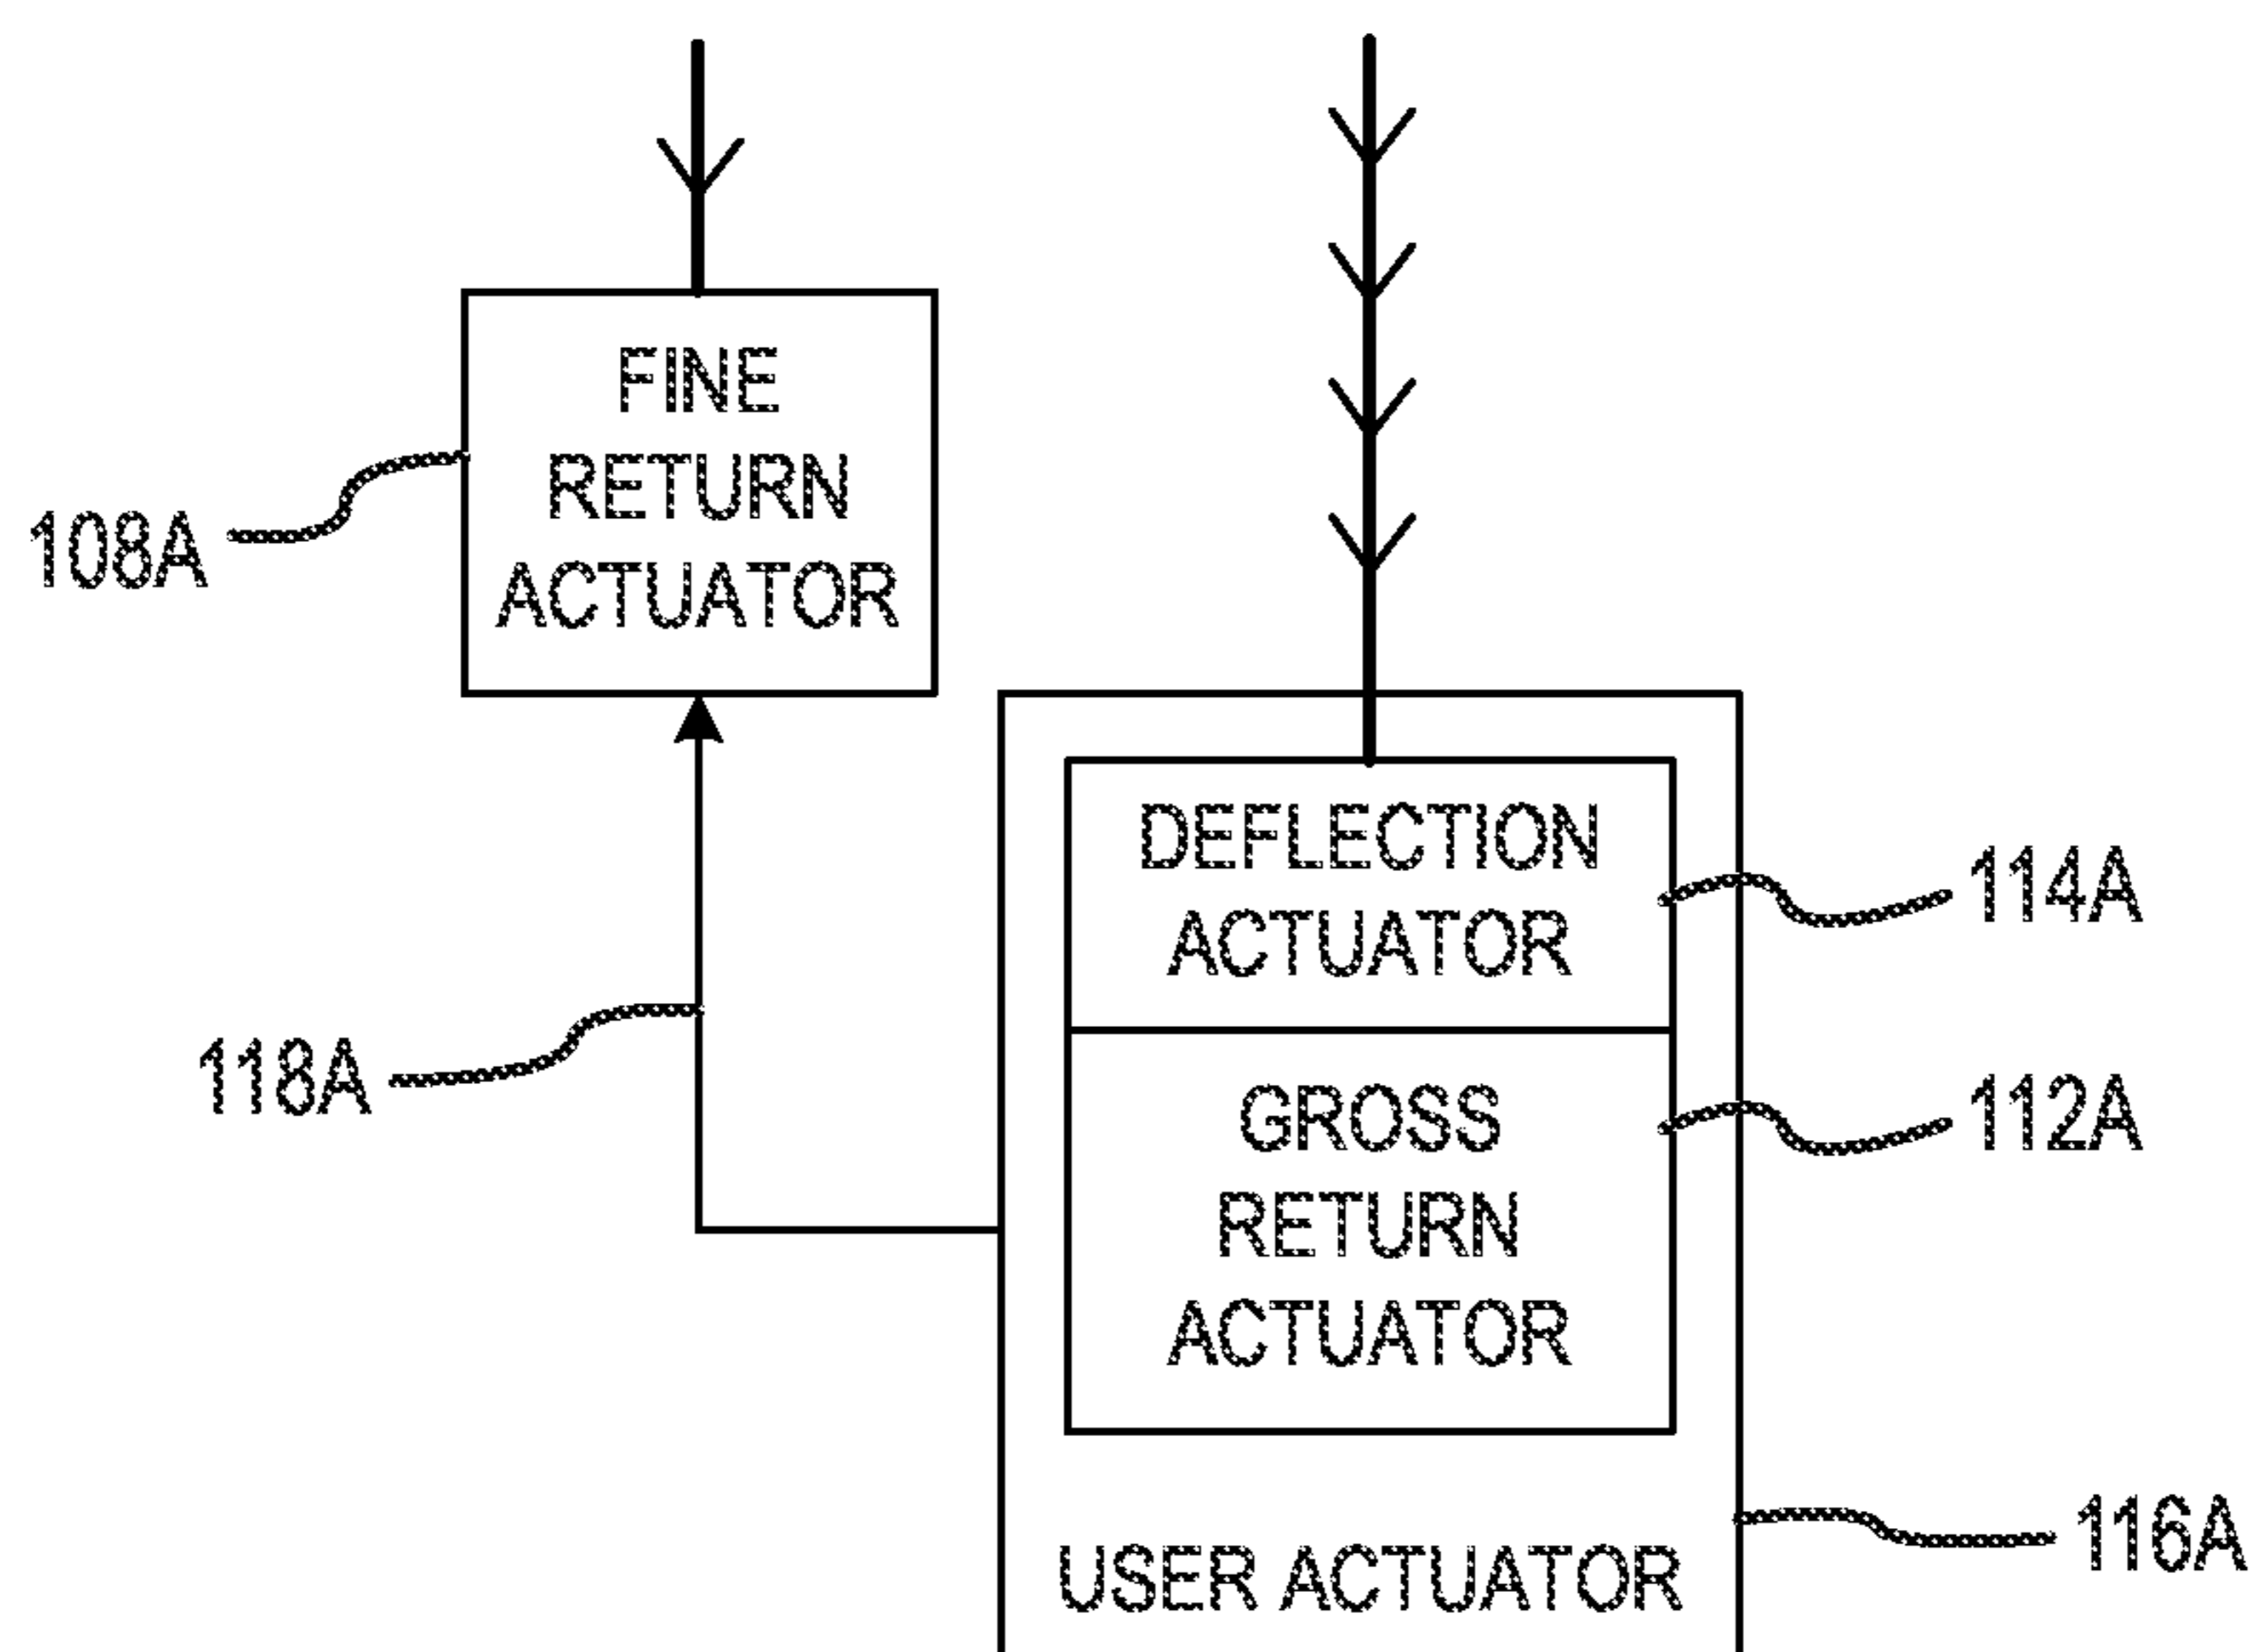 FINE
RETURN
ACTUATOR
108A
DEFLECTION
ACTUATOR
114A
118A
GROSS
RETURN
ACTUATOR
112A
USER ACTUATOR
116A